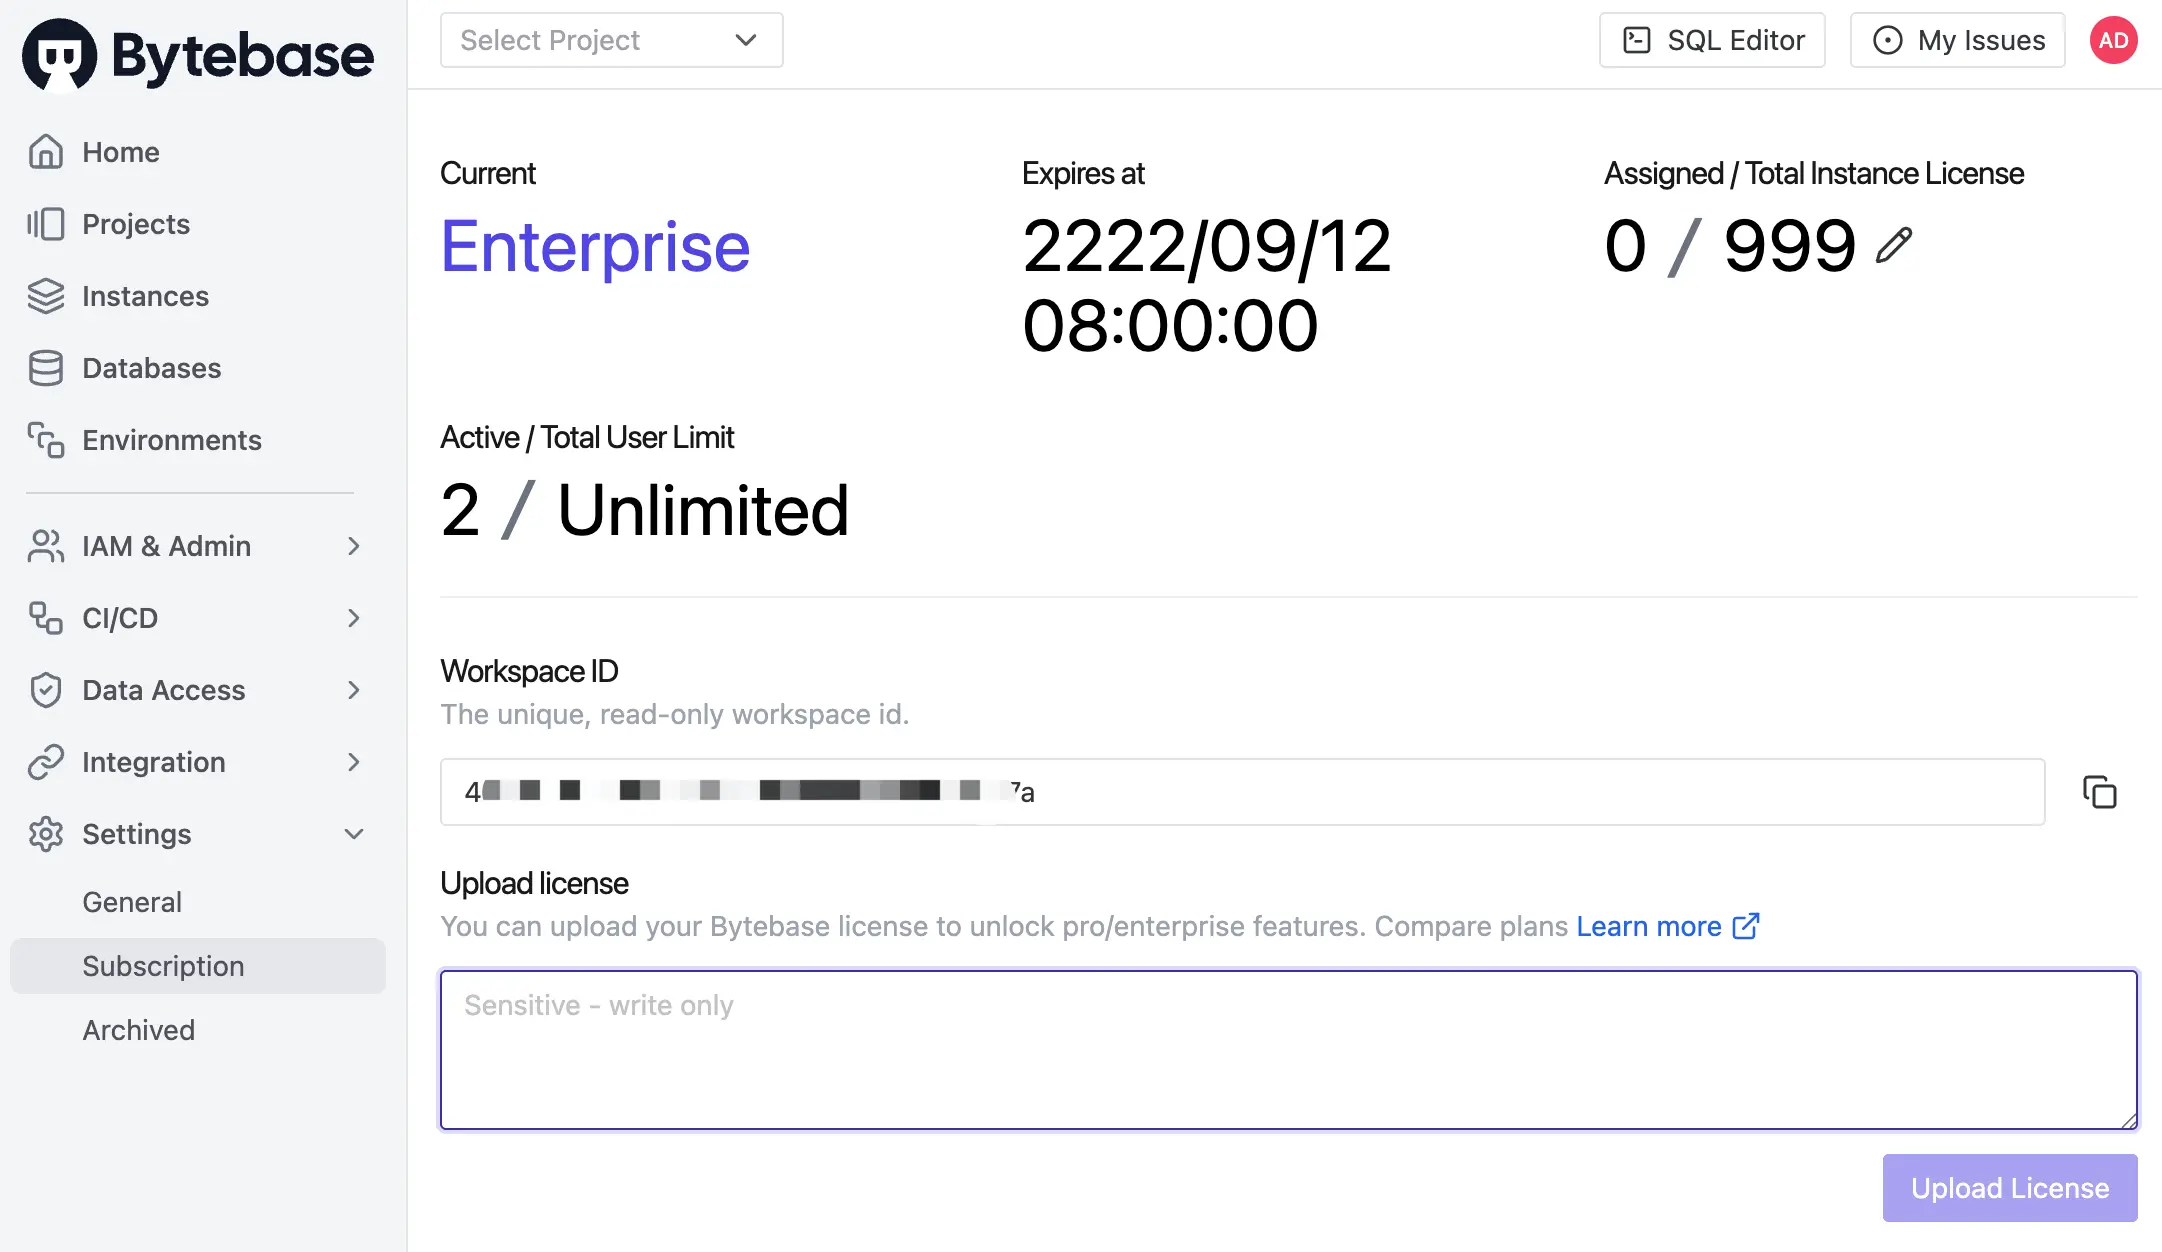 Bytebase
Select Project
SQL Editor
My Issues
AD
Home
Projects
Instances
Databases
Environments
IAM & Admin
CI/CD
Data Access
Integration
Settings
General
Subscription
Archived
Current
Enterprise
Expires at
2222/09/12
08:00:00
Assigned / Total Instance License
0 / 999
Active / Total User Limit
2 / Unlimited
Workspace ID
The unique, read-only workspace id.
Upload license
You can upload your Bytebase license to unlock pro/enterprise features. Compare plans Learn more
Sensitive - write only
Upload License